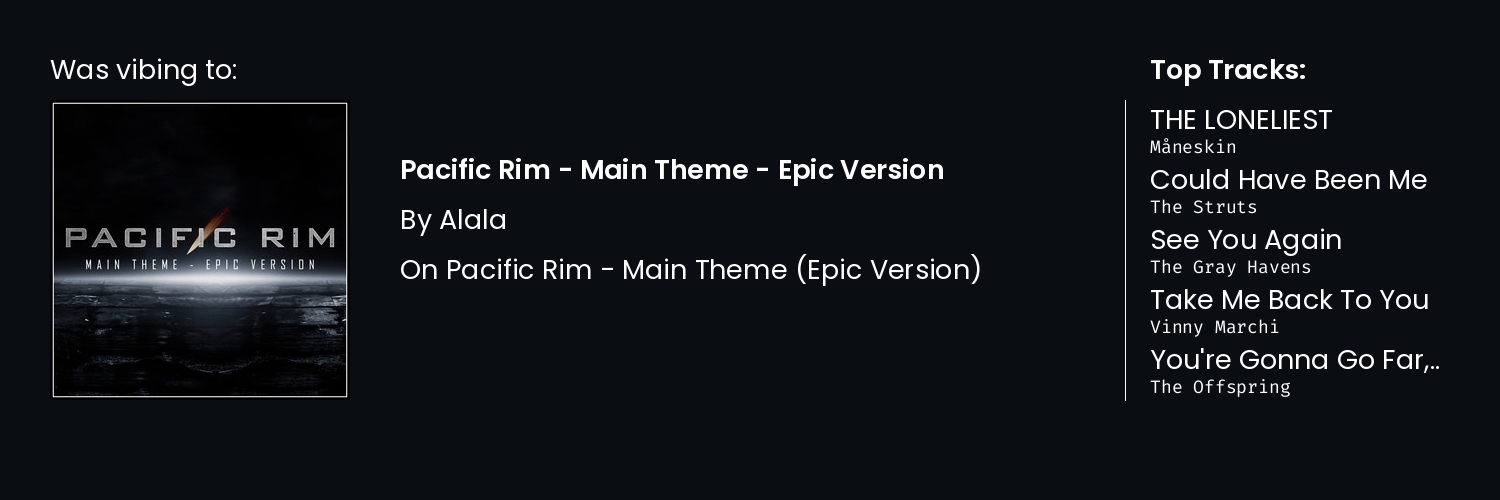 Was vibing to:
PACIFIC RIM
MAIN THEME - EPIC VERSION
Pacific Rim - Main Theme - Epic Version
By Alala
On Pacific Rim - Main Theme (Epic Version)
Top Tracks:
THE LONELIEST
Måneskin
Could Have Been Me
The Struts
See You Again
The Gray Havens
Take Me Back To You
Vinny Marchi
You're Gonna Go Far,..
The Offspring